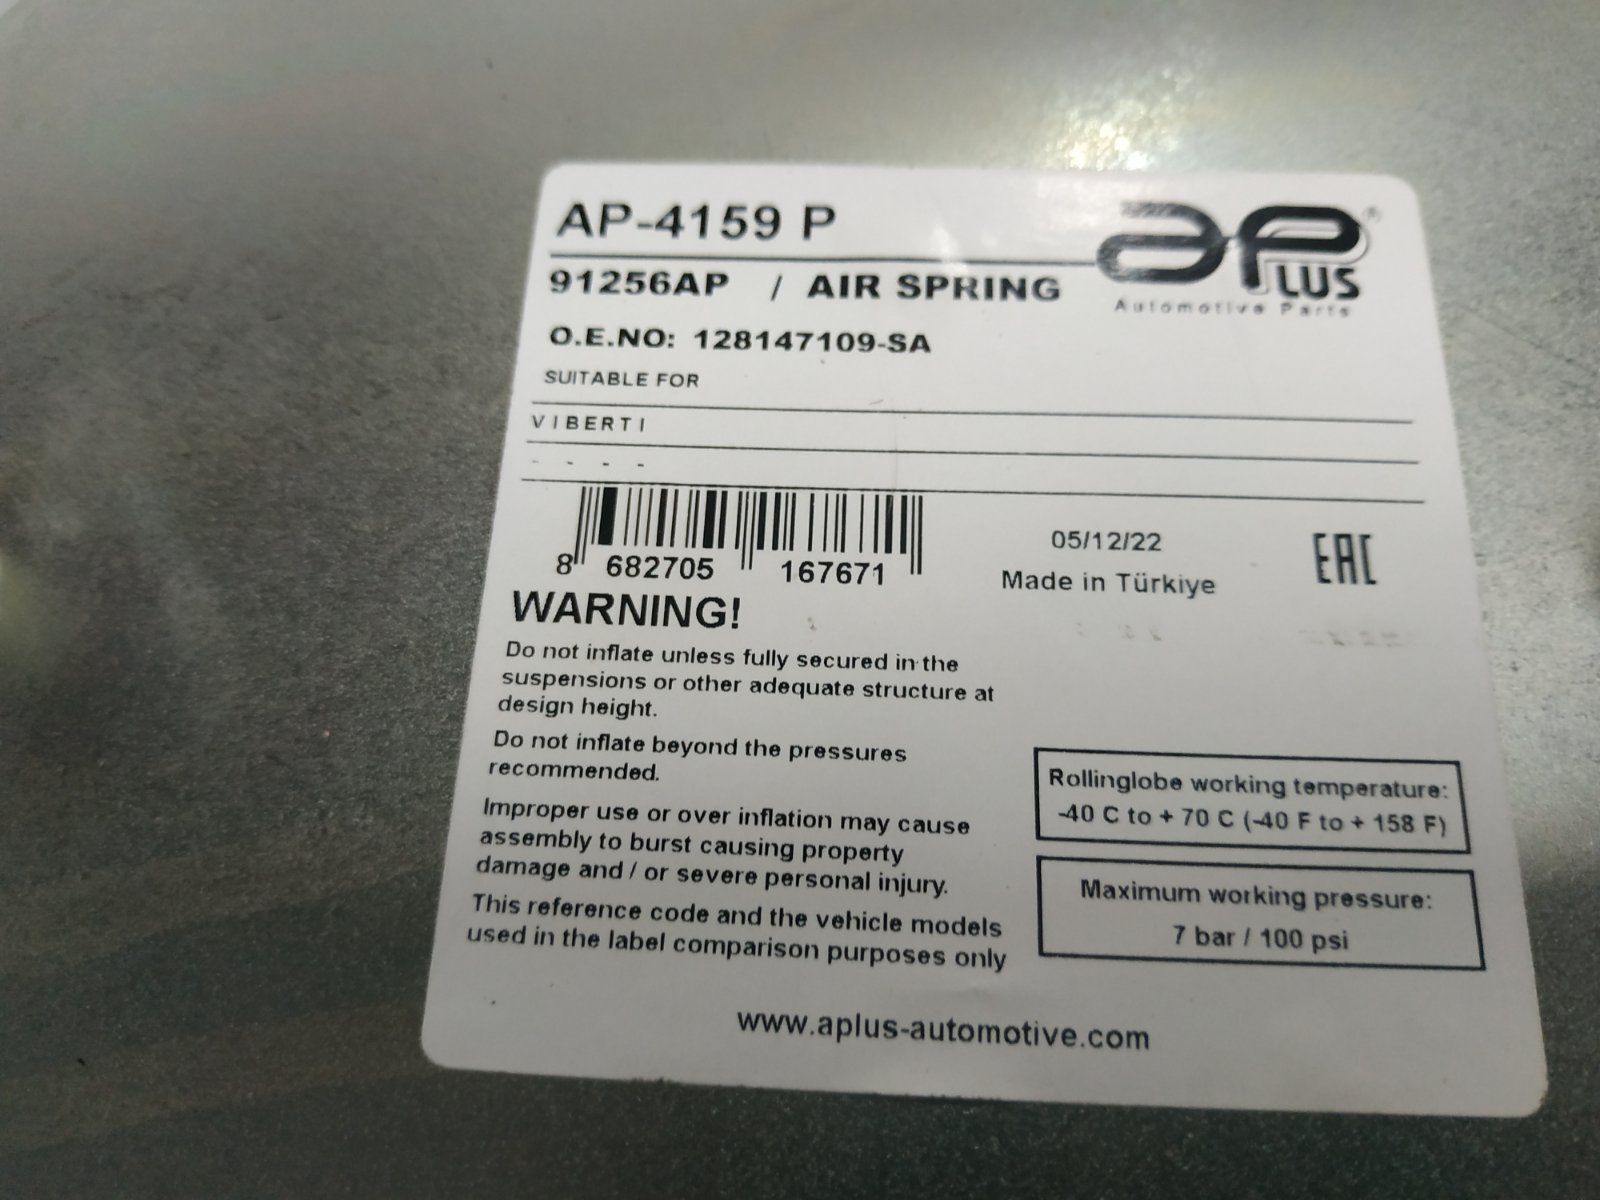 AP-4159 P
aPLUS®
Automotive Parts
91256AP / AIR SPRING
O.E.NO: 128147109-SA
SUITABLE FOR
VIBERTI
- - - -
8 682705 167671
05/12/22
Made in Türkiye
EAC
WARNING!
Do not inflate unless fully secured in the
suspensions or other adequate structure at
design height.
Do not inflate beyond the pressures
recommended.
Improper use or over inflation may cause
assembly to burst causing property
damage and / or severe personal injury.
This reference code and the vehicle models
used in the label comparison purposes only
Rollinglobe working temperature:
-40 C to + 70 C (-40 F to + 158 F)
Maximum working pressure:
7 bar / 100 psi
www.aplus-automotive.com